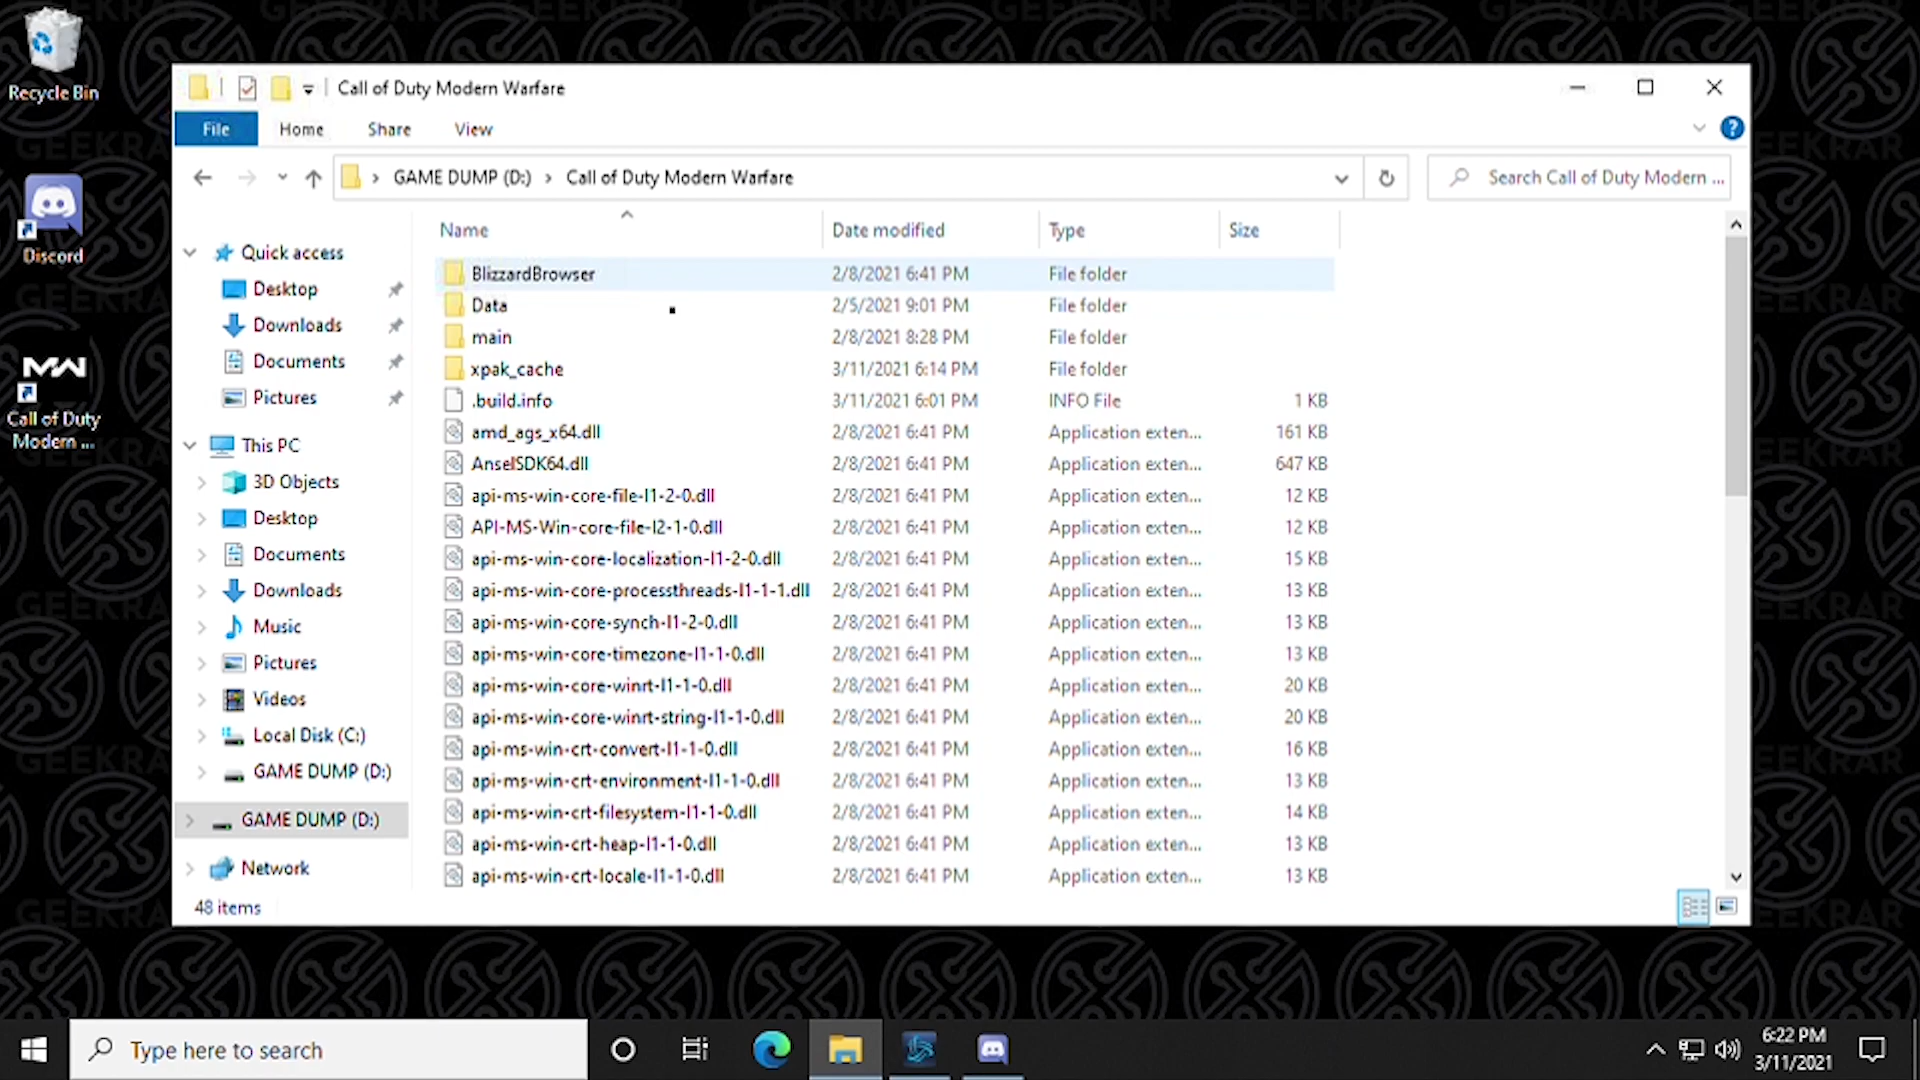 Recycle Bin
Discord
MW
Call of Duty
Modern ...
Call of Duty Modern Warfare
File Home Share View
GAME DUMP (D:) › Call of Duty Modern Warfare
Search Call of Duty Modern ...
Name Date modified Type Size
Quick access
Desktop
Downloads
Documents
Pictures
This PC
3D Objects
Desktop
Documents
Downloads
Music
Pictures
Videos
Local Disk (C:)
GAME DUMP (D:)
GAME DUMP (D:)
Network
BlizzardBrowser 2/8/2021 6:41 PM File folder
Data 2/5/2021 9:01 PM File folder
main 2/8/2021 8:28 PM File folder
xpak_cache 3/11/2021 6:14 PM File folder
.build.info 3/11/2021 6:01 PM INFO File 1 KB
amd_ags_x64.dll 2/8/2021 6:41 PM Application exten... 161 KB
AnselSDK64.dll 2/8/2021 6:41 PM Application exten... 647 KB
api-ms-win-core-file-l1-2-0.dll 2/8/2021 6:41 PM Application exten... 12 KB
API-MS-Win-core-file-l2-1-0.dll 2/8/2021 6:41 PM Application exten... 12 KB
api-ms-win-core-localization-l1-2-0.dll 2/8/2021 6:41 PM Application exten... 15 KB
api-ms-win-core-processthreads-l1-1-1.dll 2/8/2021 6:41 PM Application exten... 13 KB
api-ms-win-core-synch-l1-2-0.dll 2/8/2021 6:41 PM Application exten... 13 KB
api-ms-win-core-timezone-l1-1-0.dll 2/8/2021 6:41 PM Application exten... 13 KB
api-ms-win-core-winrt-l1-1-0.dll 2/8/2021 6:41 PM Application exten... 20 KB
api-ms-win-core-winrt-string-l1-1-0.dll 2/8/2021 6:41 PM Application exten... 20 KB
api-ms-win-crt-convert-l1-1-0.dll 2/8/2021 6:41 PM Application exten... 16 KB
api-ms-win-crt-environment-l1-1-0.dll 2/8/2021 6:41 PM Application exten... 13 KB
api-ms-win-crt-filesystem-l1-1-0.dll 2/8/2021 6:41 PM Application exten... 14 KB
api-ms-win-crt-heap-l1-1-0.dll 2/8/2021 6:41 PM Application exten... 13 KB
api-ms-win-crt-locale-l1-1-0.dll 2/8/2021 6:41 PM Application exten... 13 KB
48 items
Type here to search
6:22 PM
3/11/2021